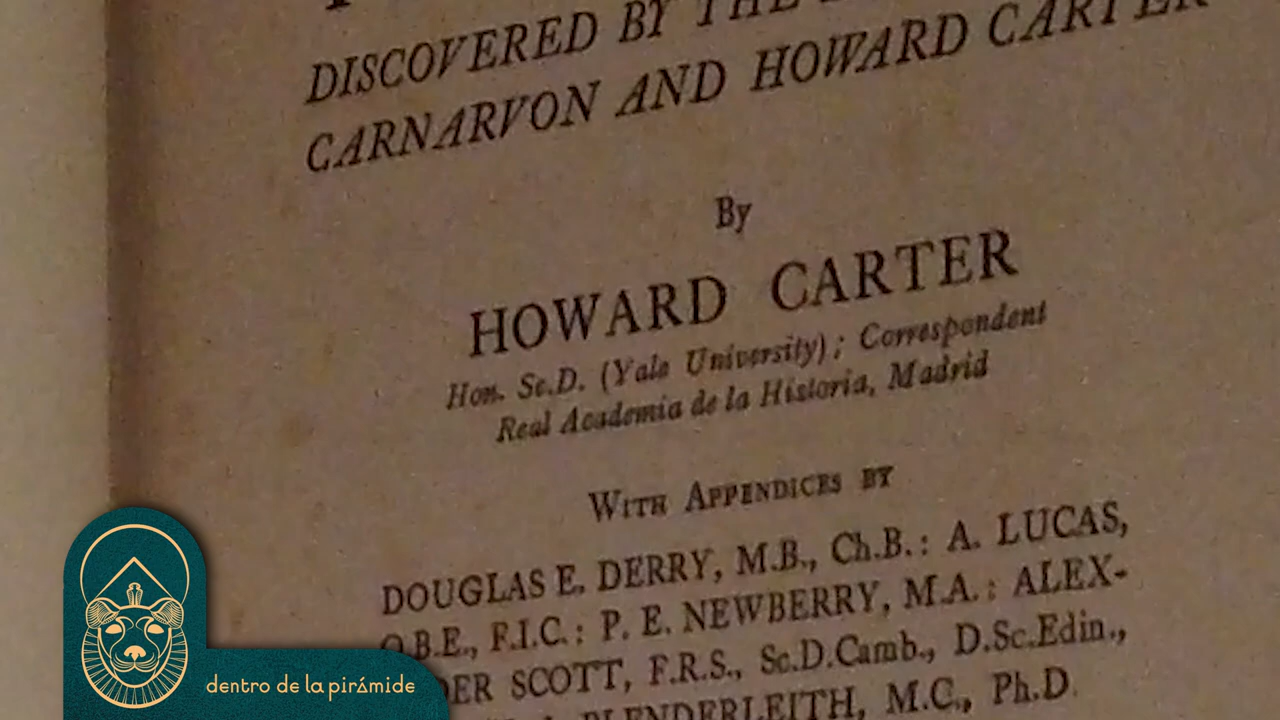 DISCOVERED BY THE
CARNARVON AND HOWARD CARTER
By
HOWARD CARTER
Hon. Sc.D. (Yale University); Correspondent
Real Academia de la Historia, Madrid
WITH APPENDICES BY
DOUGLAS E. DERRY, M.B., Ch.B.: A. LUCAS,
O.B.E., F.I.C.: P. E. NEWBERRY, M.A.: ALEX-
DER SCOTT, F.R.S., Sc.D.Camb., D.Sc.Edin.,
PLENDERLEITH, M.C., Ph.D.
dentro de la pirámide